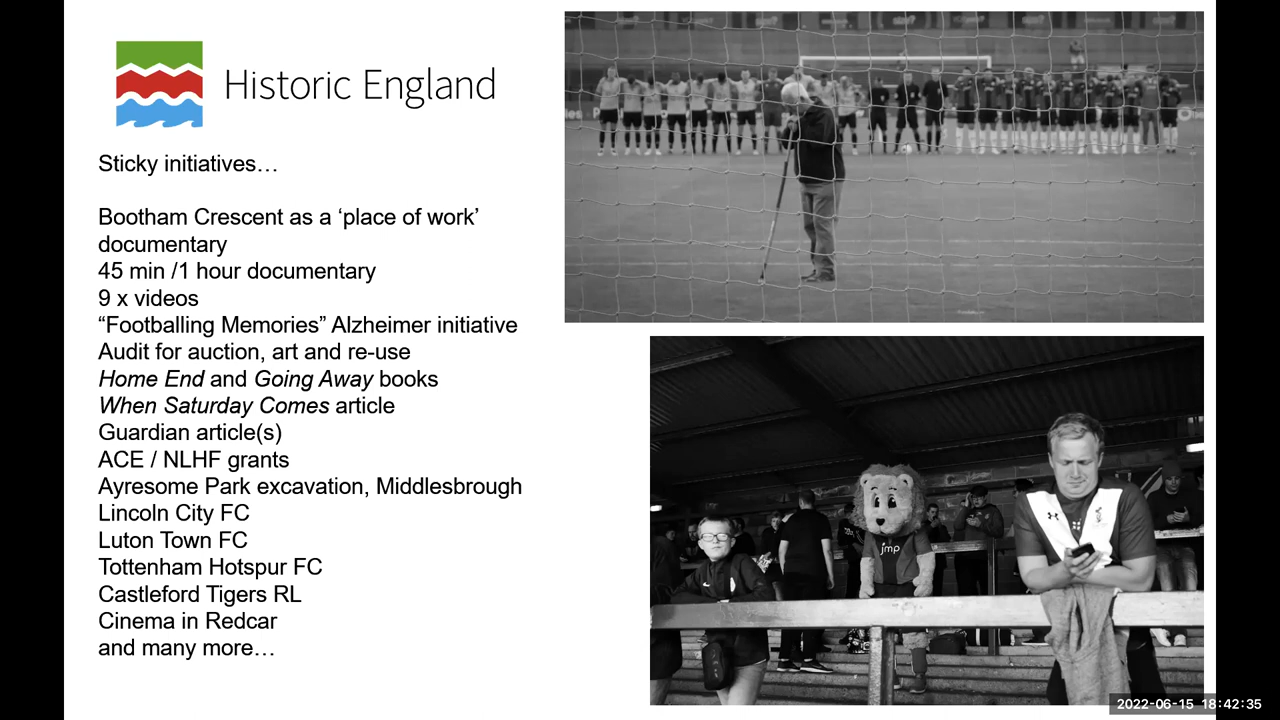 Historic England
Sticky initiatives…
Bootham Crescent as a ‘place of work’
documentary
45 min /1 hour documentary
9 x videos
“Footballing Memories” Alzheimer initiative
Audit for auction, art and re-use
Home End and Going Away books
When Saturday Comes article
Guardian article(s)
ACE / NLHF grants
Ayresome Park excavation, Middlesbrough
Lincoln City FC
Luton Town FC
Tottenham Hotspur FC
Castleford Tigers RL
Cinema in Redcar
and many more…
jmp
2022-06-15 18:42:35